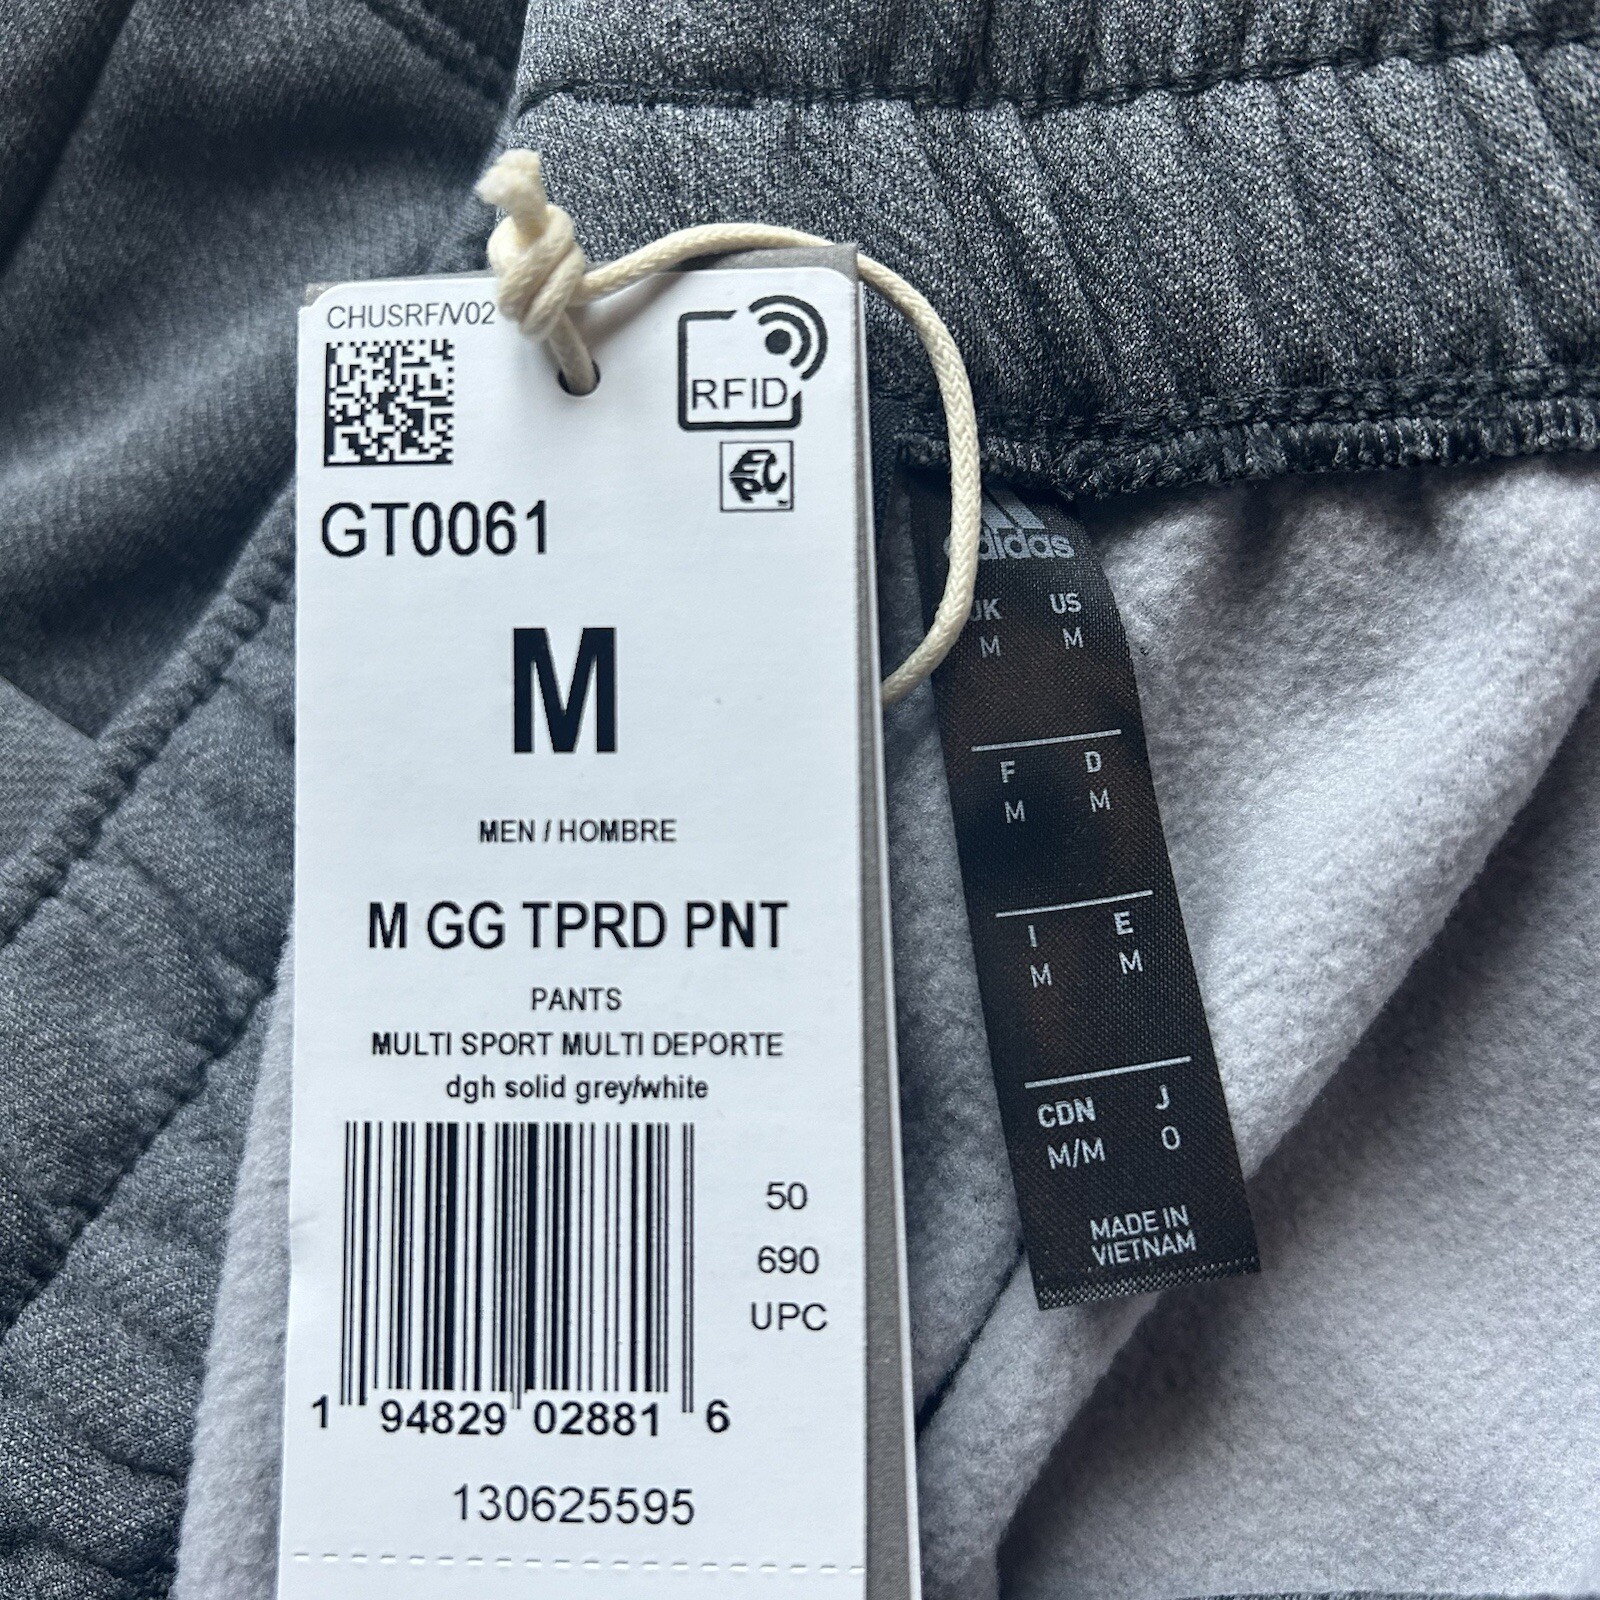 CHUSRF/V02
RFID
EPC
GT0061
M
MEN / HOMBRE
M GG TPRD PNT
PANTS
MULTI SPORT MULTI DEPORTE
dgh solid grey/white
50
690
UPC
1 94829 02881 6
130625595
adidas
UK US
M M
F D
M M
I E
M M
CDN J
M/M O
MADE IN
VIETNAM